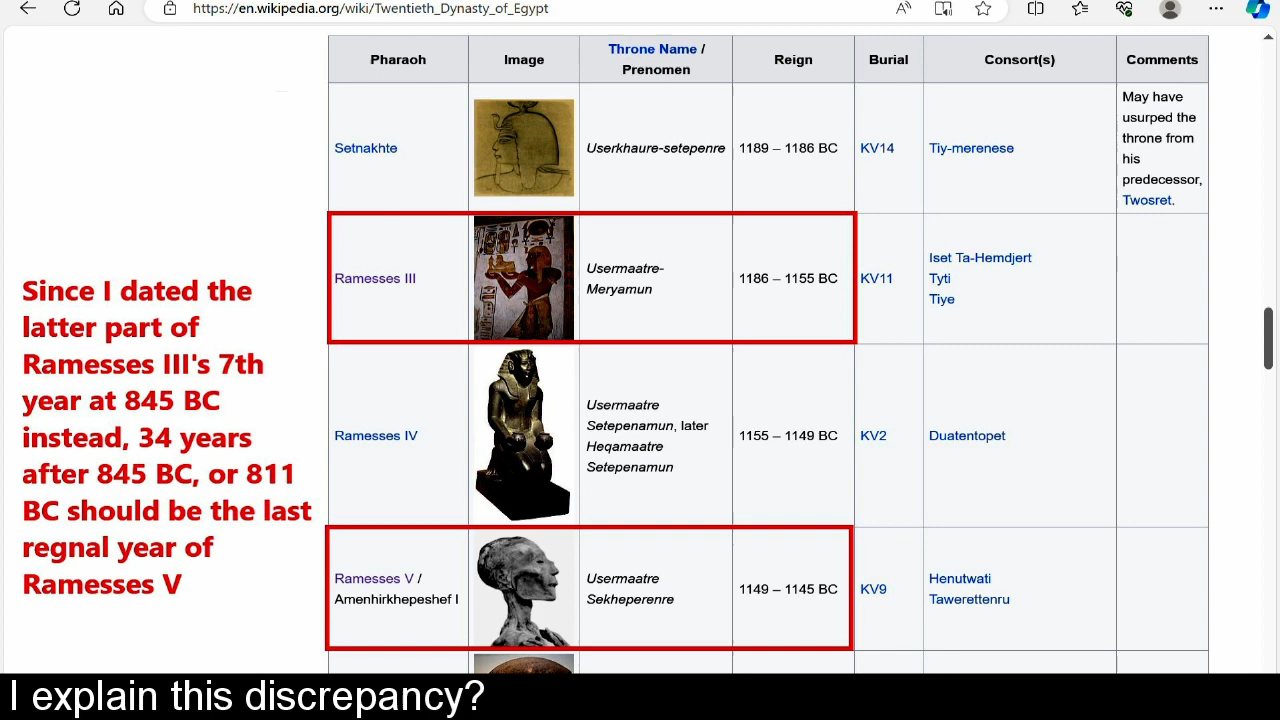 https://en.wikipedia.org/wiki/Twentieth_Dynasty_of_Egypt
Pharaoh Image Throne Name / Prenomen Reign Burial Consort(s) Comments
Setnakhte Userkhaure-setepenre 1189 – 1186 BC KV14 Tiy-merenese
May have
usurped the
throne from
his
predecessor,
Twosret.
Ramesses III
Usermaatre-
Meryamun
1186 – 1155 BC KV11
Iset Ta-Hemdjert
Tyti
Tiye
Ramesses IV
Usermaatre
Setepenamun, later
Heqamaatre
Setepenamun
1155 – 1149 BC KV2 Duatentopet
Ramesses V /
Amenhirkhepeshef I
Usermaatre
Sekheperenre
1149 – 1145 BC KV9
Henutwati
Tawerettenru
Since I dated the
latter part of
Ramesses III's 7th
year at 845 BC
instead, 34 years
after 845 BC, or 811
BC should be the last
regnal year of
Ramesses V
I explain this discrepancy?